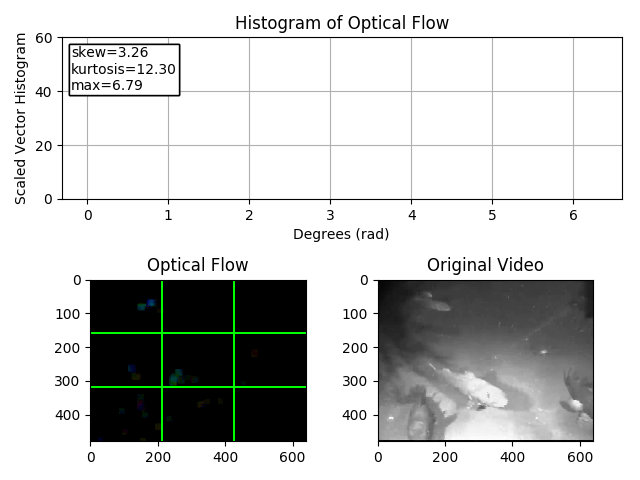 Histogram of Optical Flow
Scaled Vector Histogram
60
40
20
0
skew=3.26
kurtosis=12.30
max=6.79
0 1 2 3 4 5 6
Degrees (rad)
Optical Flow
0
100
200
300
400
0 200 400 600
Original Video
0
100
200
300
400
0 200 400 600